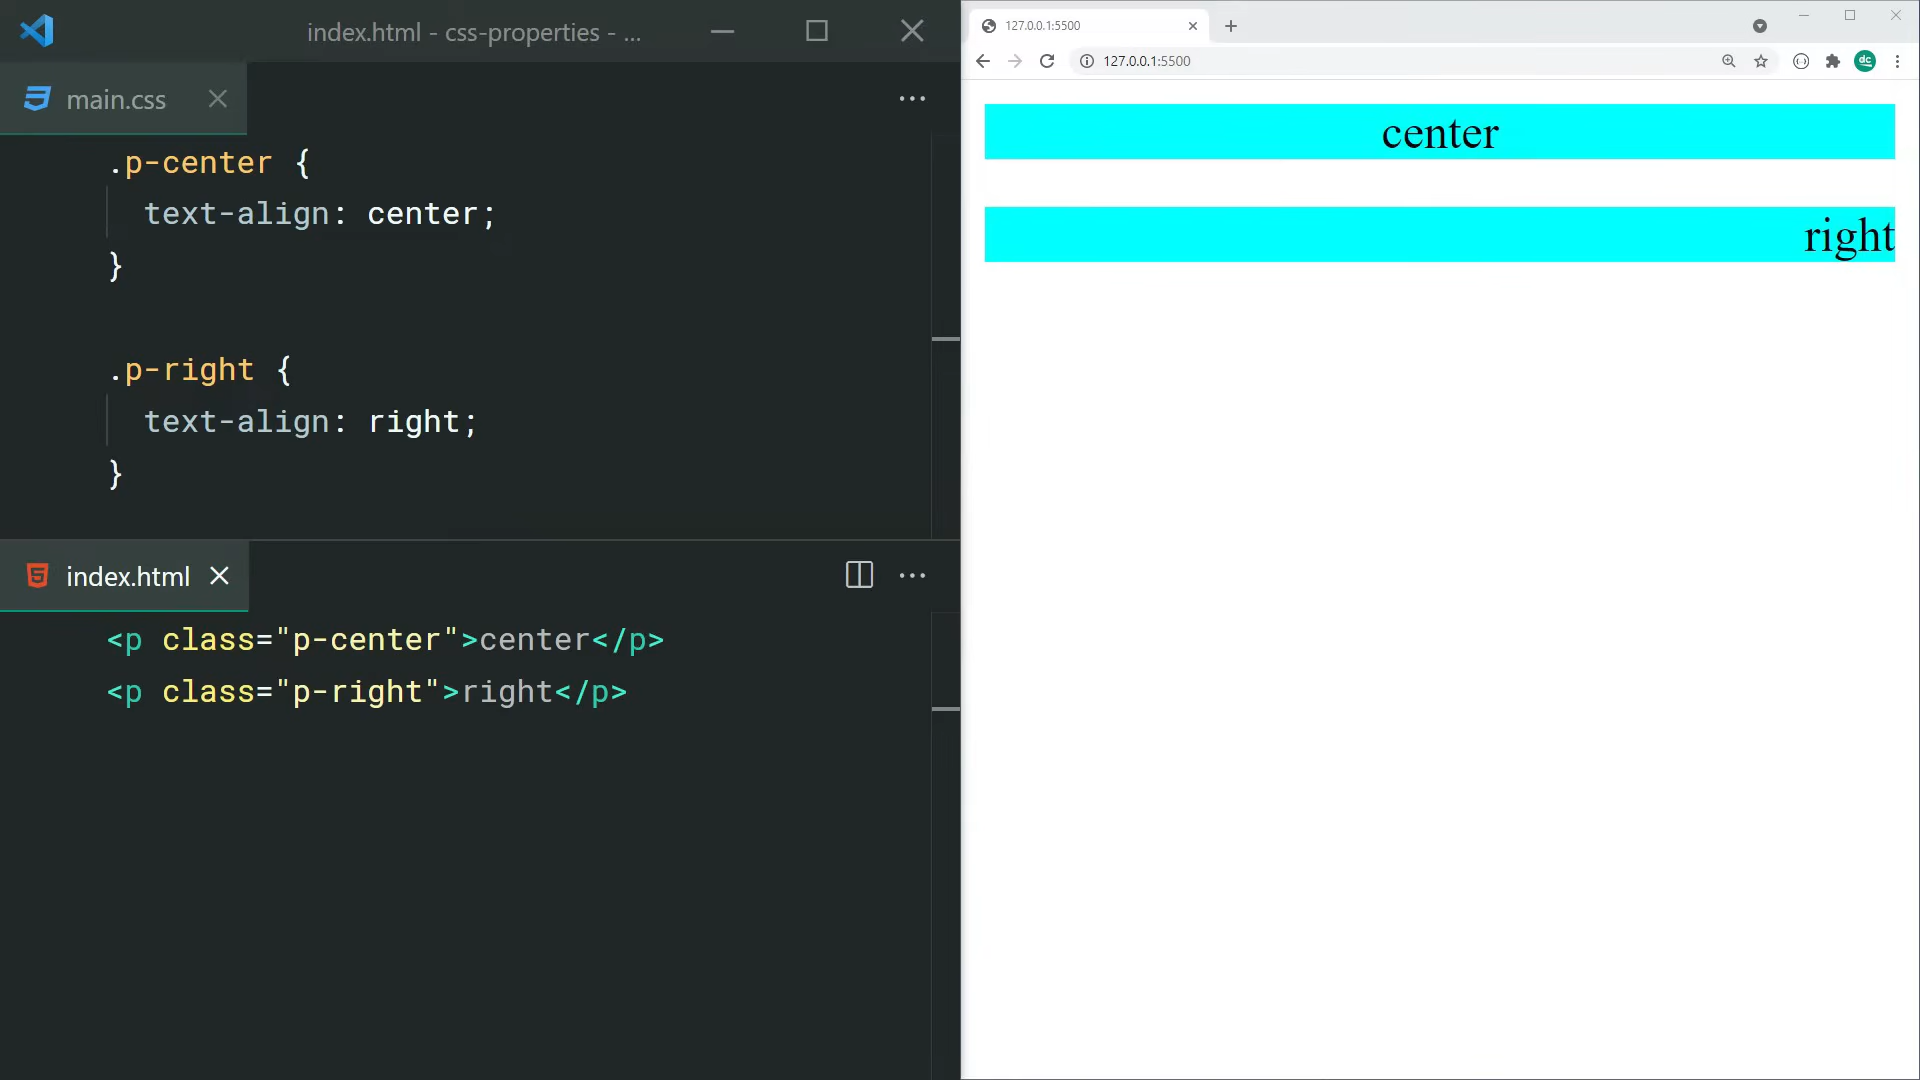 index.html - css-properties - ...
main.css
.p-center {
text-align: center;
}
.p-right {
text-align: right;
}
index.html
<p class="p-center">center</p>
<p class="p-right">right</p>
127.0.0.1:5500
127.0.0.1:5500
dc
center
right